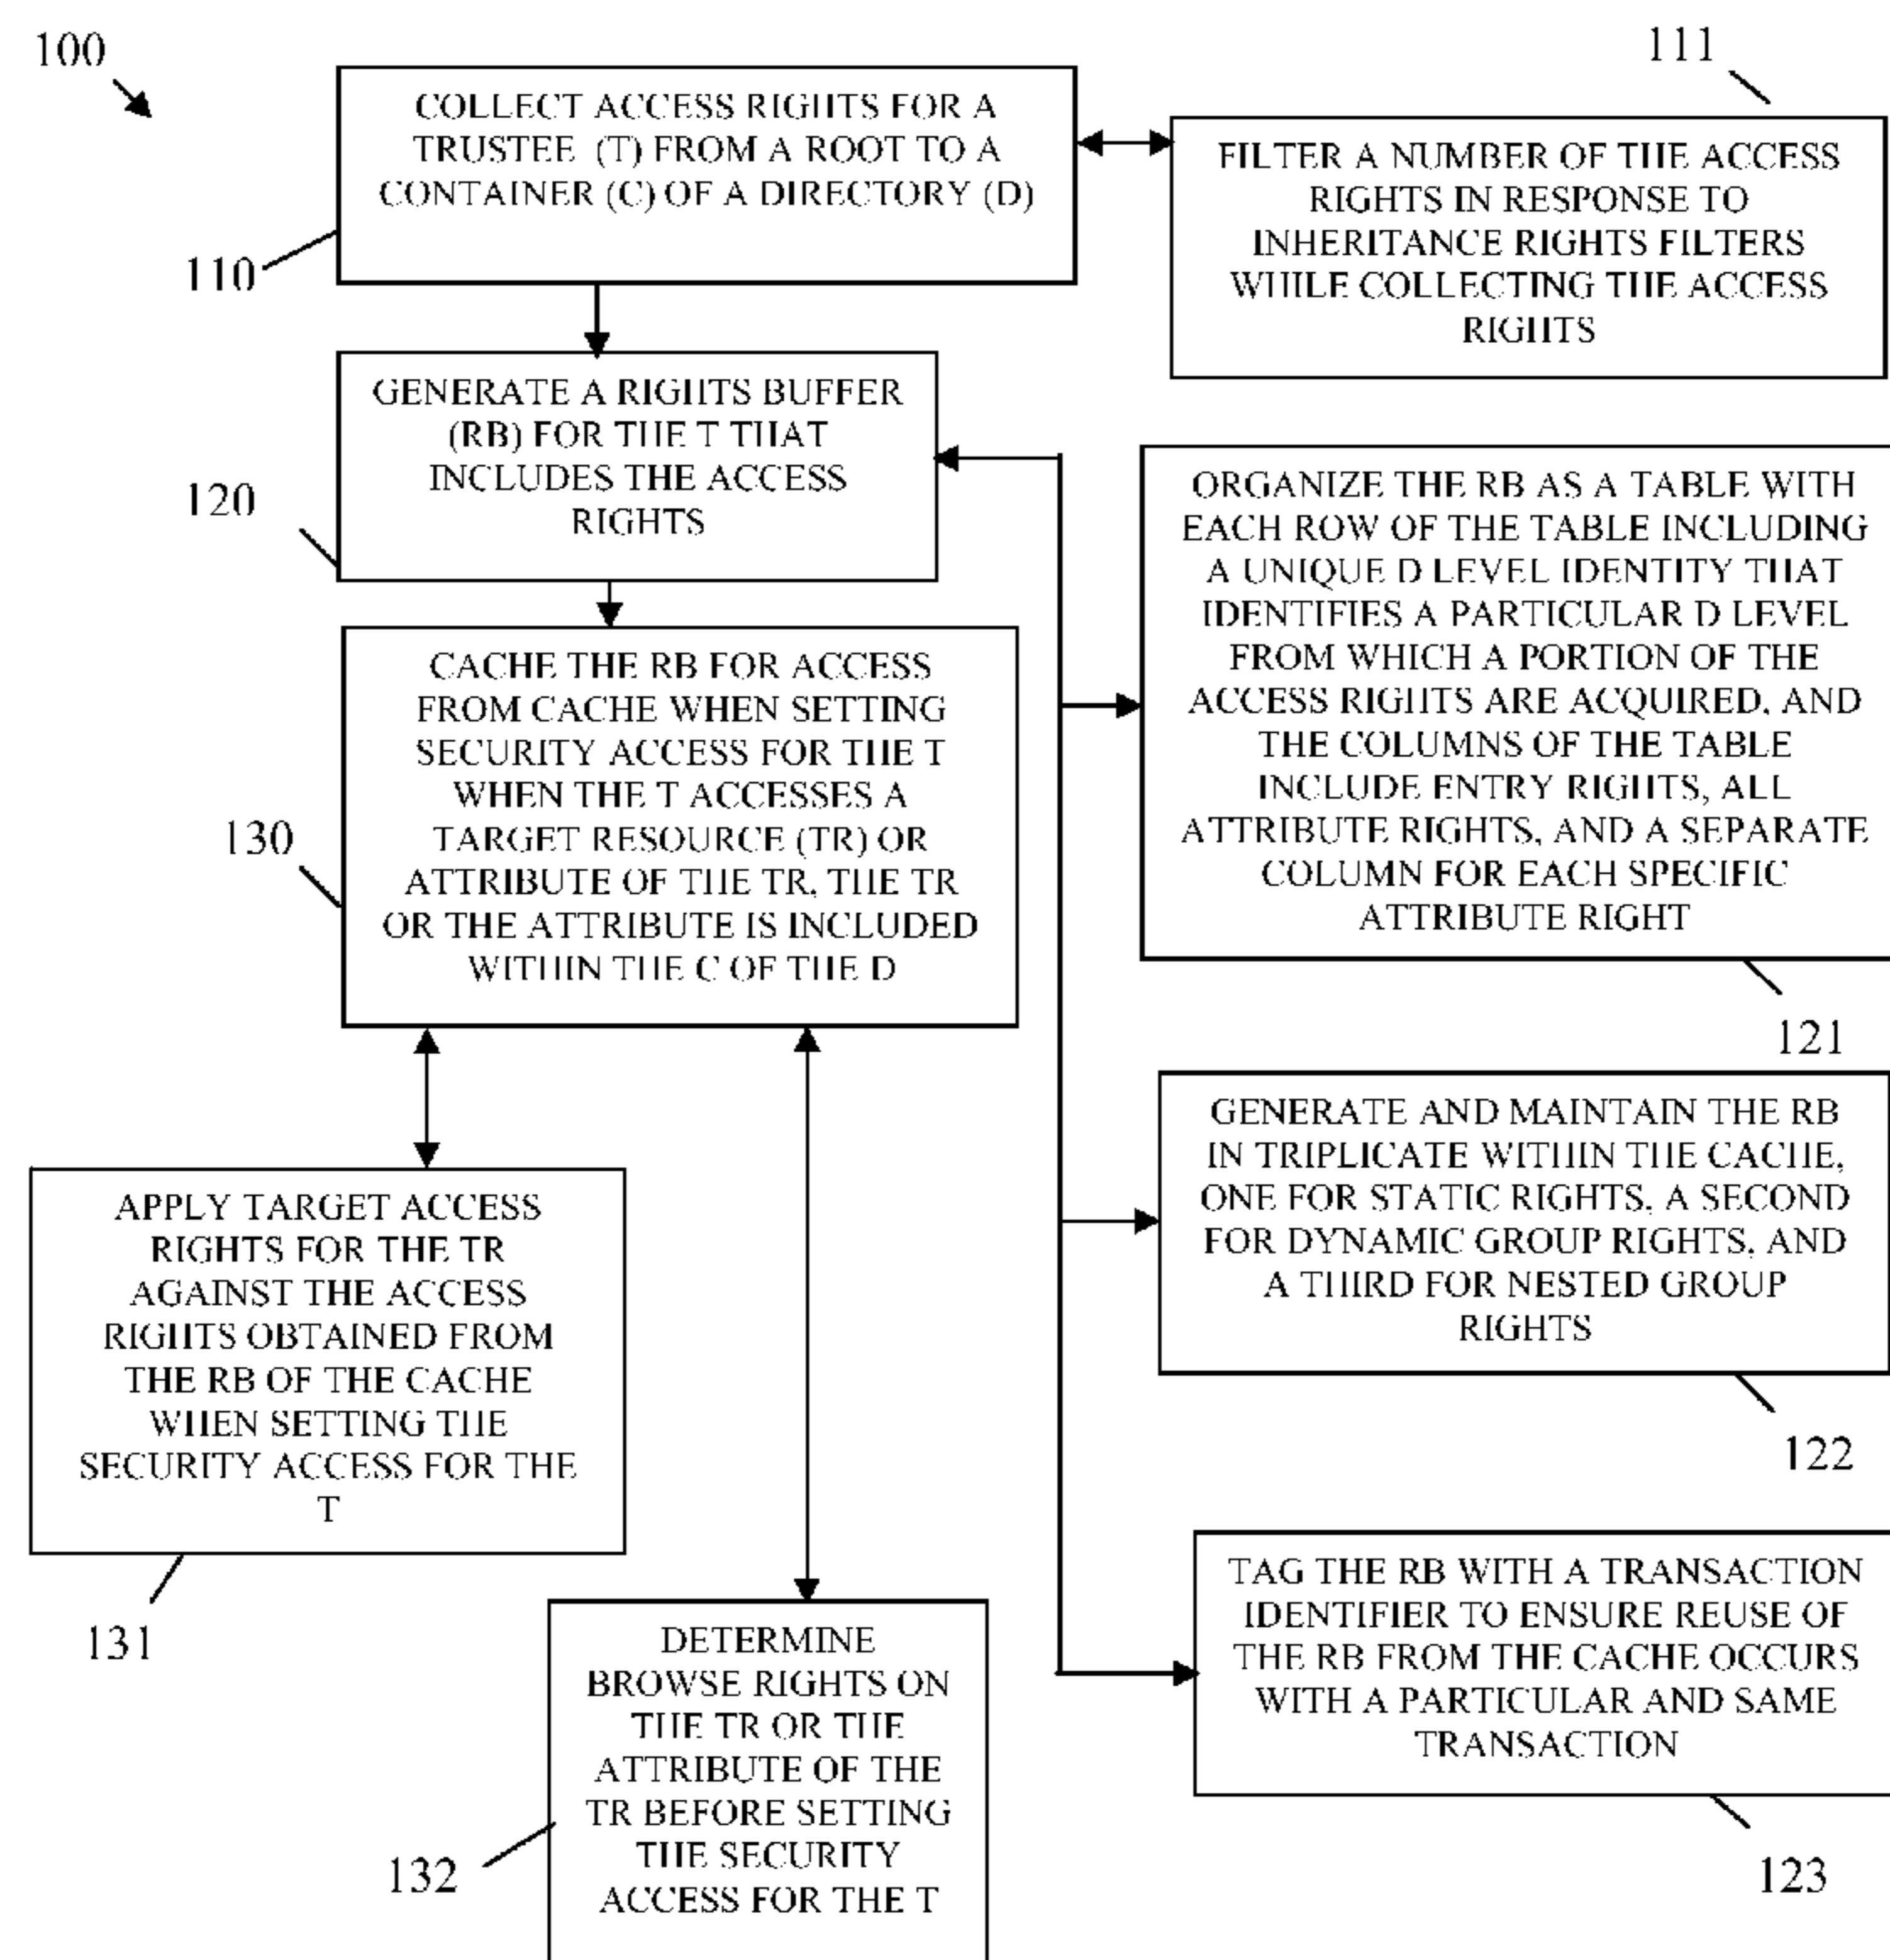 100
COLLECT ACCESS RIGHTS FOR A
TRUSTEE (T) FROM A ROOT TO A
CONTAINER (C) OF A DIRECTORY (D)
110
111
FILTER A NUMBER OF THE ACCESS
RIGHTS IN RESPONSE TO
INHERITANCE RIGHTS FILTERS
WHILE COLLECTING THE ACCESS
RIGHTS
GENERATE A RIGHTS BUFFER
(RB) FOR THE T THAT
INCLUDES THE ACCESS
RIGHTS
120
ORGANIZE THE RB AS A TABLE WITH
EACH ROW OF THE TABLE INCLUDING
A UNIQUE D LEVEL IDENTITY THAT
IDENTIFIES A PARTICULAR D LEVEL
FROM WHICH A PORTION OF THE
ACCESS RIGHTS ARE ACQUIRED, AND
THE COLUMNS OF THE TABLE
INCLUDE ENTRY RIGHTS, ALL
ATTRIBUTE RIGHTS, AND A SEPARATE
COLUMN FOR EACH SPECIFIC
ATTRIBUTE RIGHT
121
CACHE THE RB FOR ACCESS
FROM CACHE WHEN SETTING
SECURITY ACCESS FOR THE T
WHEN THE T ACCESSES A
TARGET RESOURCE (TR) OR
ATTRIBUTE OF THE TR, THE TR
OR THE ATTRIBUTE IS INCLUDED
WITHIN THE C OF THE D
130
GENERATE AND MAINTAIN THE RB
IN TRIPLICATE WITHIN THE CACHE,
ONE FOR STATIC RIGHTS, A SECOND
FOR DYNAMIC GROUP RIGHTS, AND
A THIRD FOR NESTED GROUP
RIGHTS
122
APPLY TARGET ACCESS
RIGHTS FOR THE TR
AGAINST THE ACCESS
RIGHTS OBTAINED FROM
THE RB OF THE CACHE
WHEN SETTING THE
SECURITY ACCESS FOR THE
T
131
TAG THE RB WITH A TRANSACTION
IDENTIFIER TO ENSURE REUSE OF
THE RB FROM THE CACHE OCCURS
WITH A PARTICULAR AND SAME
TRANSACTION
123
DETERMINE
BROWSE RIGHTS ON
THE TR OR THE
ATTRIBUTE OF THE
TR BEFORE SETTING
THE SECURITY
ACCESS FOR THE T
132